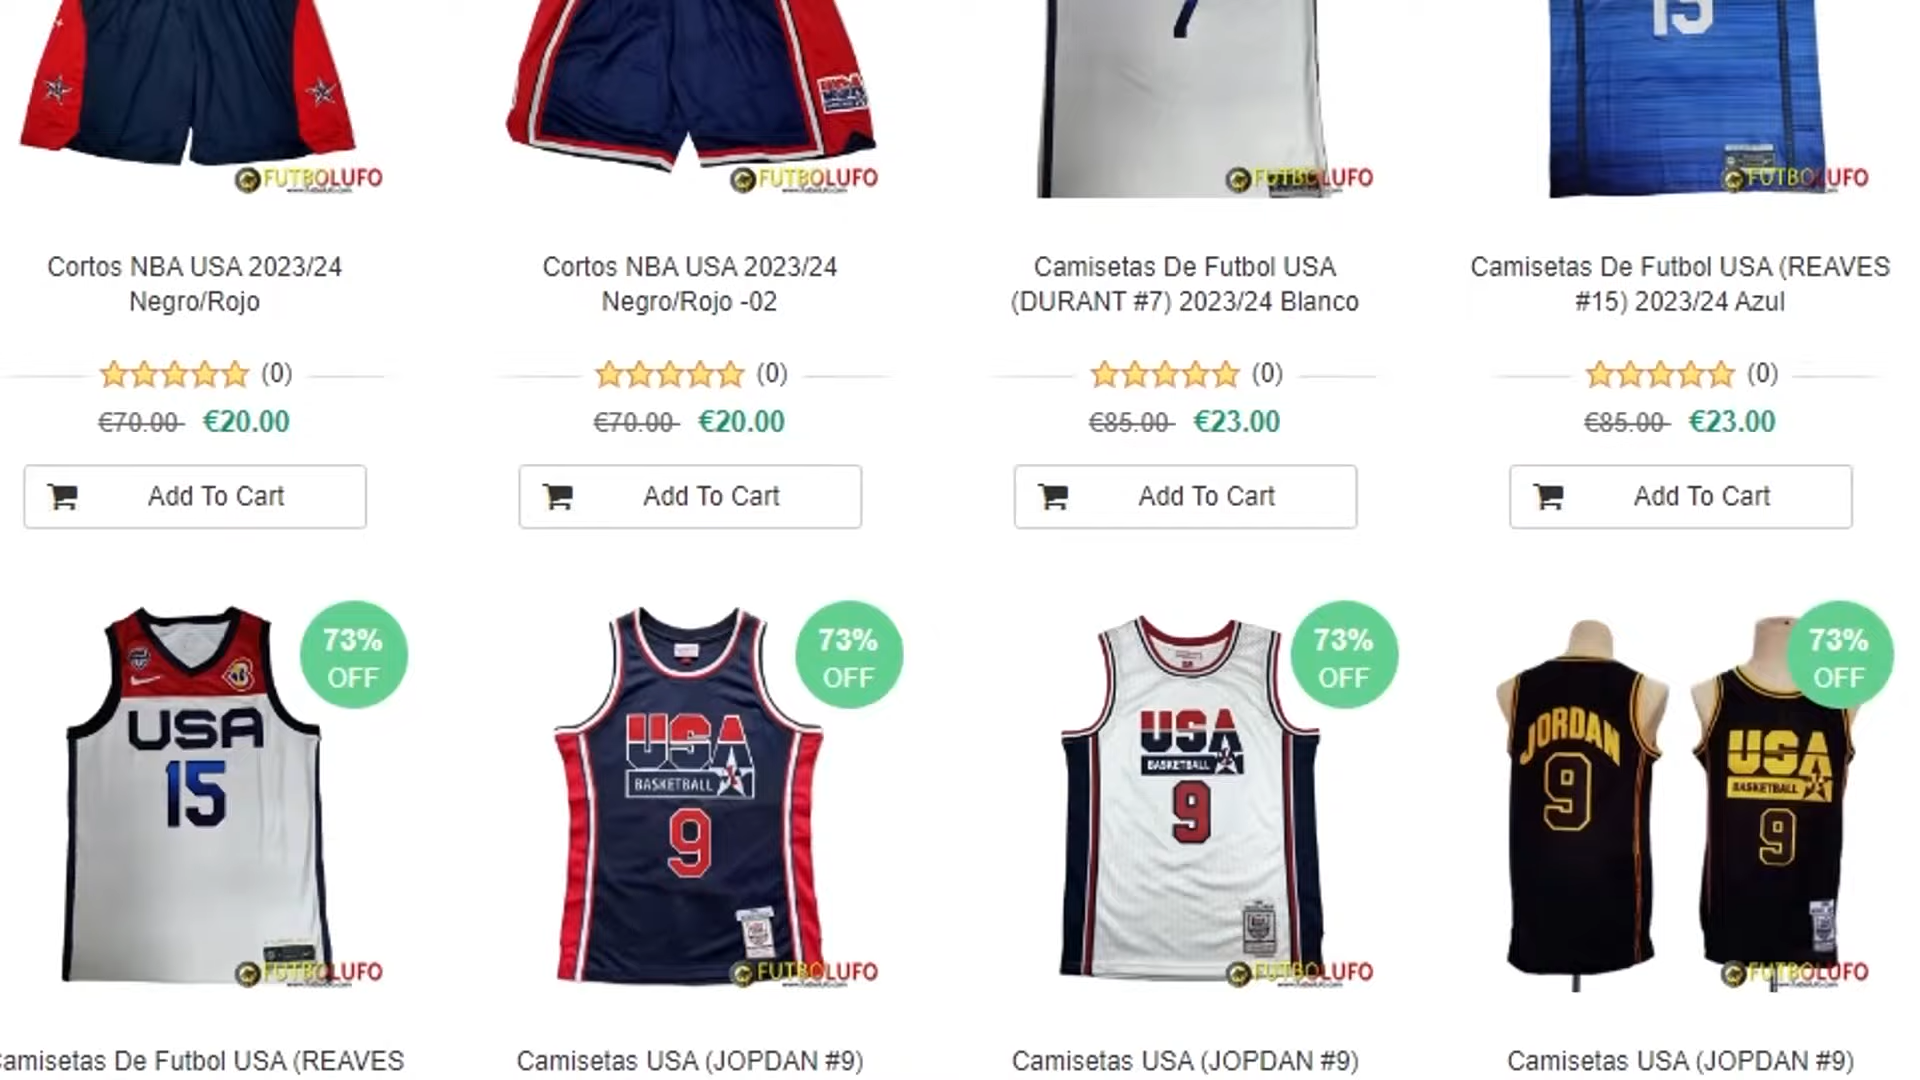 7
15
USA
FUTBOLUFO
FUTBOLUFO
FUTBOLUFO
FUTBOLUFO
Cortos NBA USA 2023/24
Negro/Rojo
Cortos NBA USA 2023/24
Negro/Rojo -02
Camisetas De Futbol USA
(DURANT #7) 2023/24 Blanco
Camisetas De Futbol USA (REAVES
#15) 2023/24 Azul
(0)
(0)
(0)
(0)
€70.00 €20.00
€70.00 €20.00
€85.00 €23.00
€85.00 €23.00
Add To Cart
Add To Cart
Add To Cart
Add To Cart
73%
OFF
USA
15
FUTBOLUFO
73%
OFF
USA
BASKETBALL
9
FUTBOLUFO
73%
OFF
USA
BASKETBALL
9
FUTBOLUFO
73%
OFF
JORDAN
9
USA
BASKETBALL
9
FUTBOLUFO
Camisetas De Futbol USA (REAVES
Camisetas USA (JOPDAN #9)
Camisetas USA (JOPDAN #9)
Camisetas USA (JOPDAN #9)